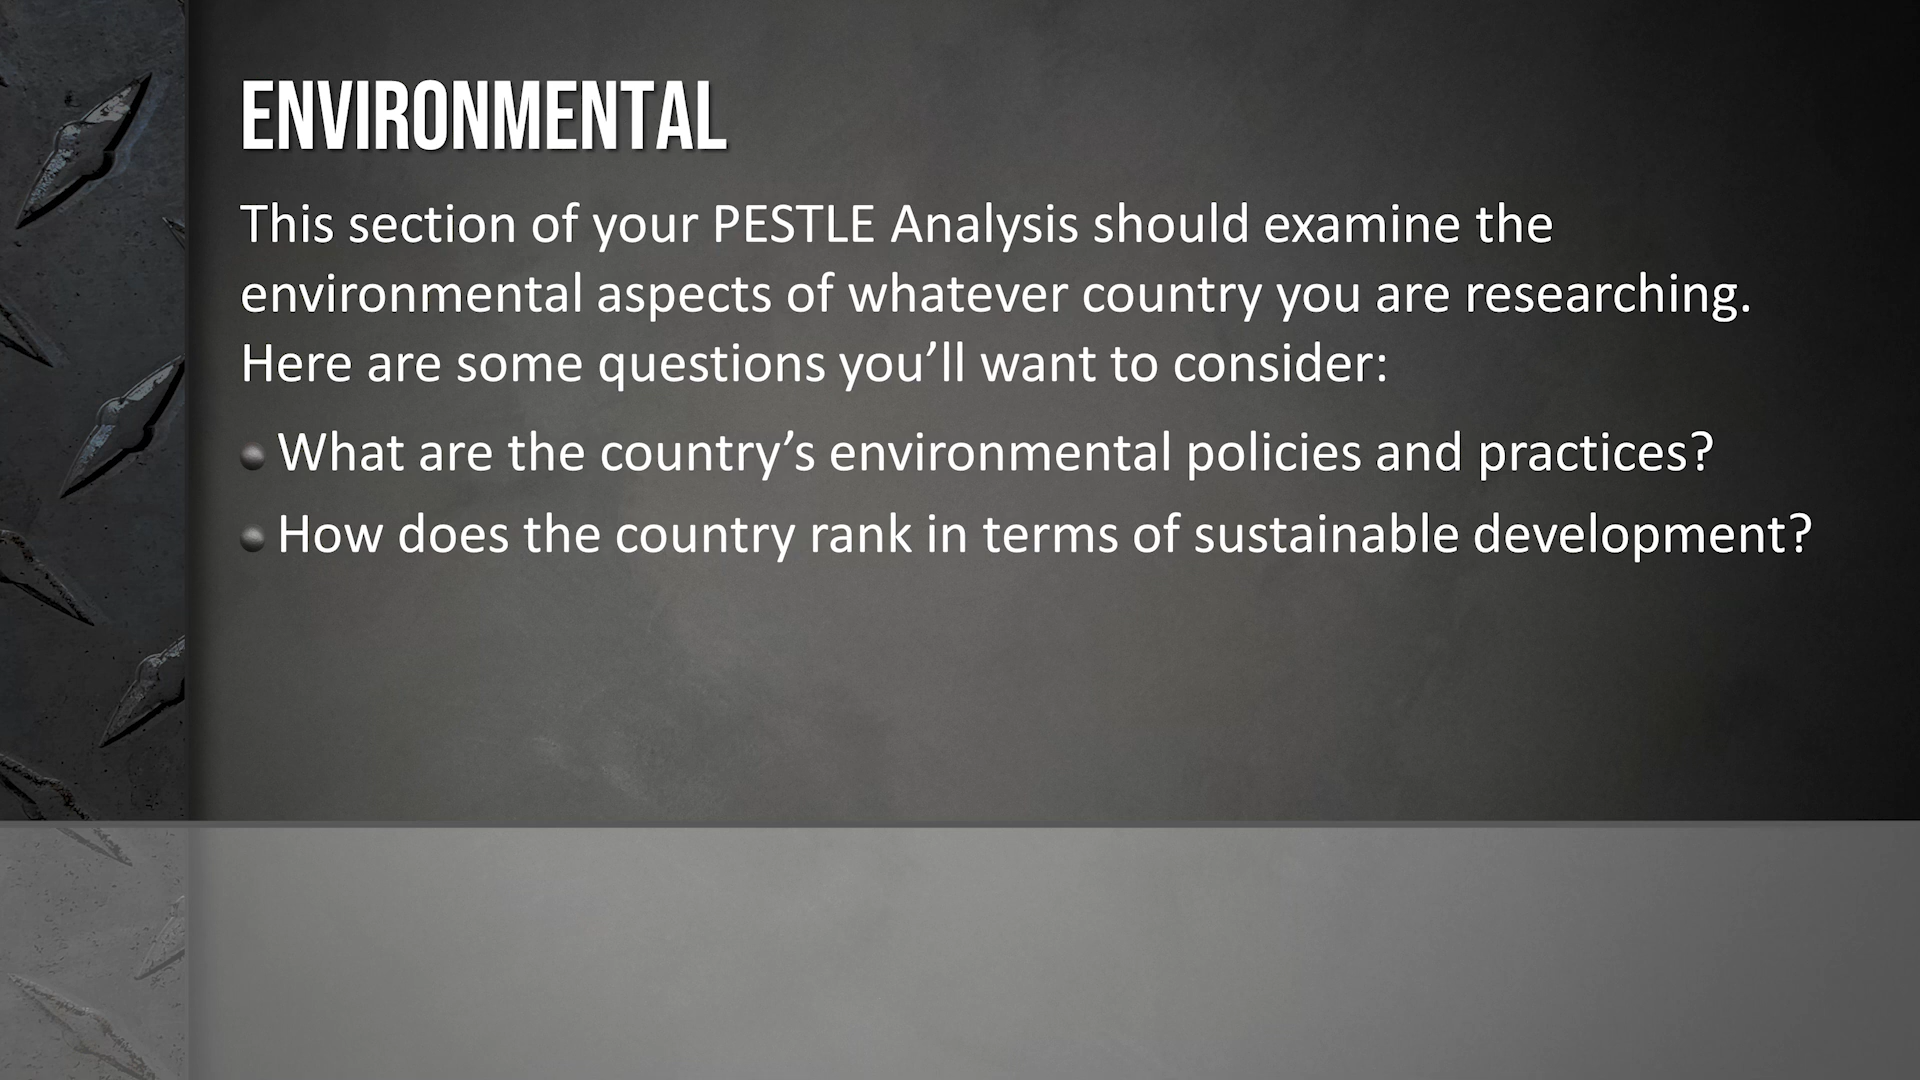 ENVIRONMENTAL
This section of your PESTLE Analysis should examine the
environmental aspects of whatever country you are researching.
Here are some questions you’ll want to consider:
What are the country’s environmental policies and practices?
How does the country rank in terms of sustainable development?